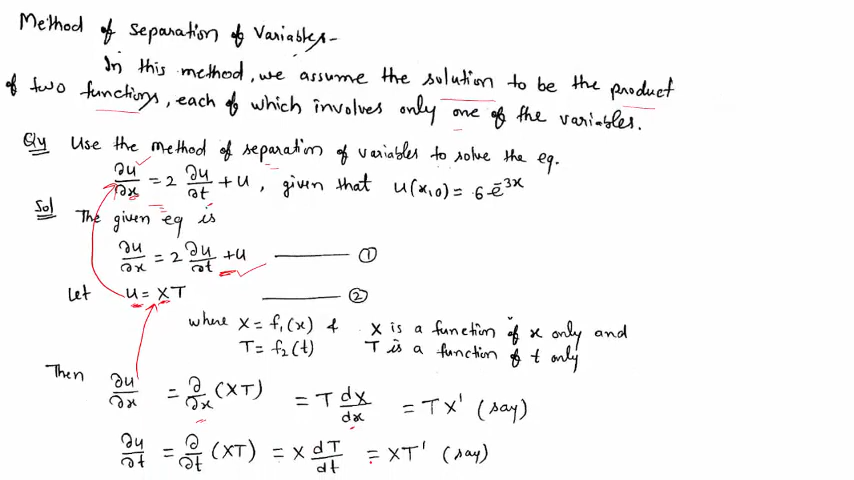 Method of Separation of Variables-
In this method, we assume the solution to be the product
of two functions, each of which involves only one of the variables.
Q4 Use the method of separation of variables to solve the eq.
∂u/∂x = 2 ∂u/∂t + u, given that u(x,0) = 6 e^-3x
Sol The given eq is
∂u/∂x = 2 ∂u/∂t + u ——— ①
Let u = XT ——— ②
where X = f₁(x) & X is a function of x only and
T = f₂(t) T is a function of t only
Then ∂u/∂x = ∂/∂x (XT) = T dX/dx = TX' (say)
∂u/∂t = ∂/∂t (XT) = X dT/dt = XT' (say)